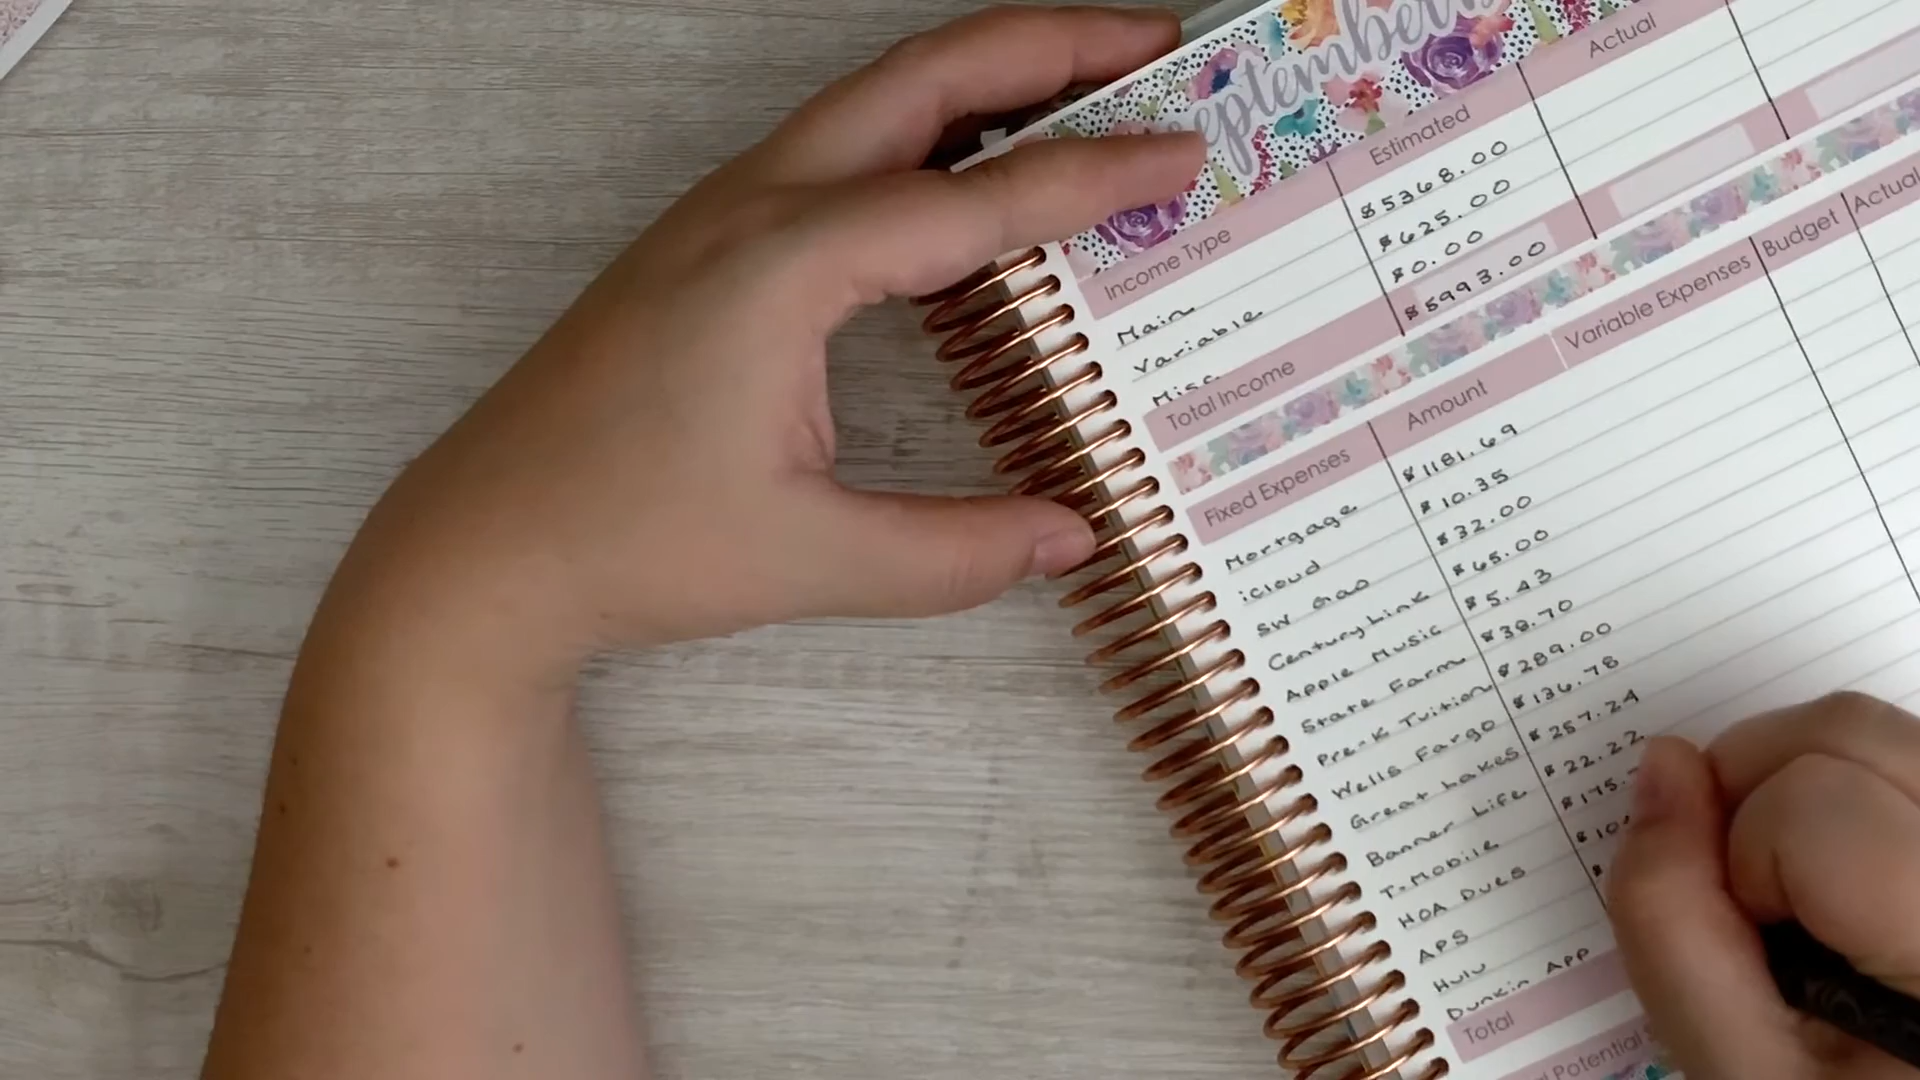 September
Income Type Estimated Actual
Main $5368.00
Variable $625.00
Misc $0.00
Total Income $5993.00
Fixed Expenses Amount Variable Expenses Budget Actual
Mortgage $1181.69
iCloud $10.35
SW Gas $32.00
CenturyLink $65.00
Apple Music $5.43
State Farm $38.70
Pre-K Tuition $289.00
Wells Fargo $136.78
Great Lakes $257.24
Banner Life $22.22
T-Mobile $175.
HOA Dues $10
APS $
Hulu
Dunkin App
Total
Potential